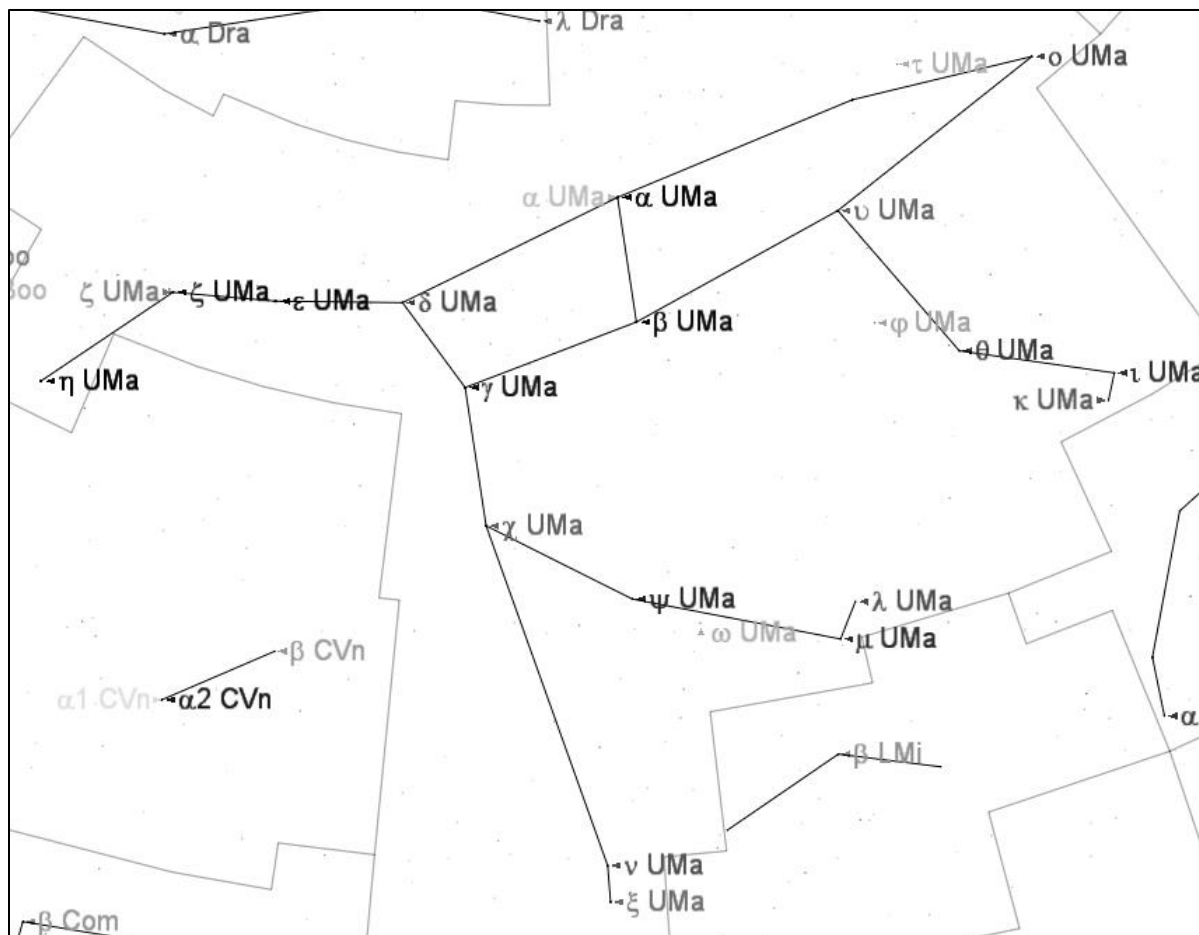 α Dra
λ Dra
τ UMa
ο UMa
α UMa
α UMa
υ UMa
ζ UMa
ζ UMa
ε UMa
δ UMa
β UMa
φ UMa
θ UMa
ι UMa
κ UMa
η UMa
γ UMa
χ UMa
ψ UMa
ω UMa
λ UMa
μ UMa
β CVn
α1 CVn
α2 CVn
α
β LMi
ν UMa
ξ UMa
β Com